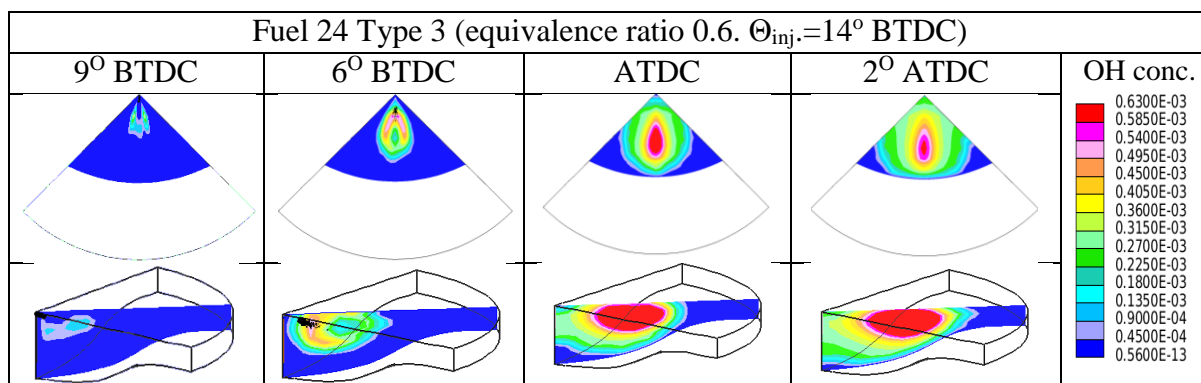 Fuel 24 Type 3 (equivalence ratio 0.6. Θinj.=14° BTDC)
9ᴼ BTDC
6ᴼ BTDC
ATDC
2ᴼ ATDC
OH conc.
0.6300E-03
0.5850E-03
0.5400E-03
0.4950E-03
0.4500E-03
0.4050E-03
0.3600E-03
0.3150E-03
0.2700E-03
0.2250E-03
0.1800E-03
0.1350E-03
0.9000E-04
0.4500E-04
0.5600E-13